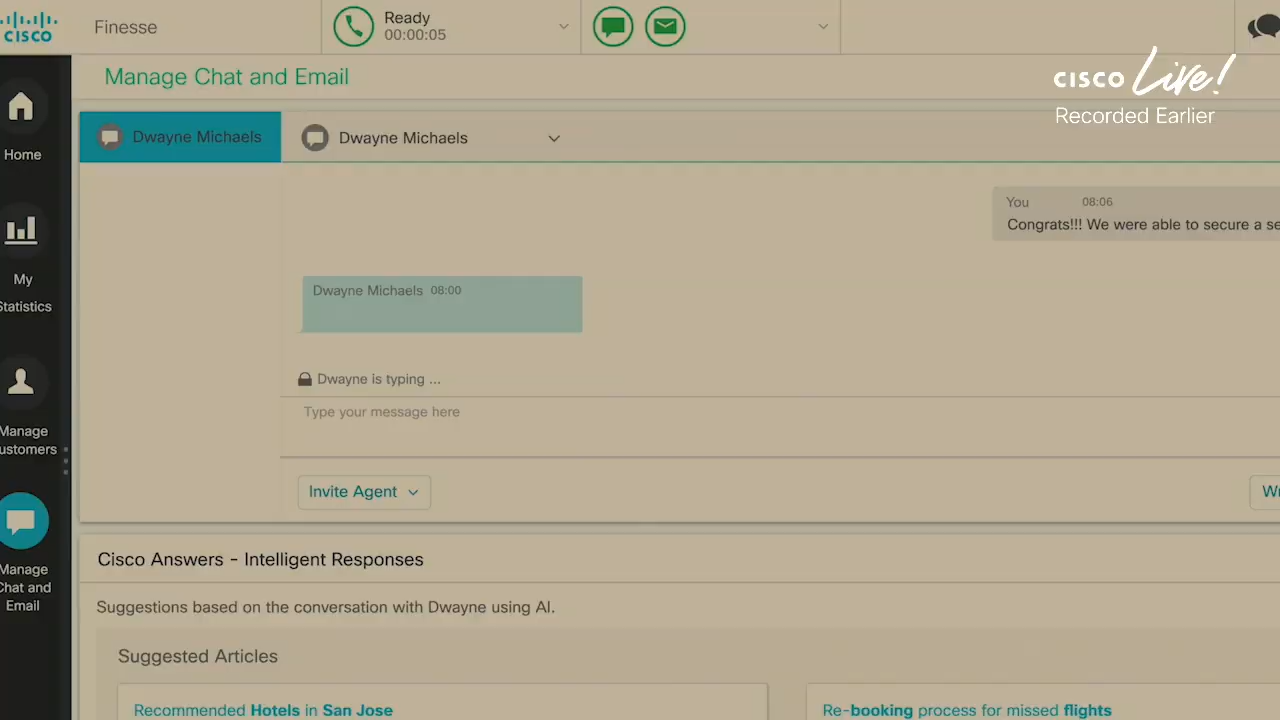 CISCO
Finesse
Ready
00:00:05
Manage Chat and Email
CISCO Live!
Recorded Earlier
Home
My
Statistics
Manage
Customers
Manage
Chat and
Email
Dwayne Michaels
Dwayne Michaels
You 08:06
Congrats!!! We were able to secure a se
Dwayne Michaels 08:00
Dwayne is typing ...
Type your message here
Invite Agent
W
Cisco Answers - Intelligent Responses
Suggestions based on the conversation with Dwayne using AI.
Suggested Articles
Recommended Hotels in San Jose
Re-booking process for missed flights